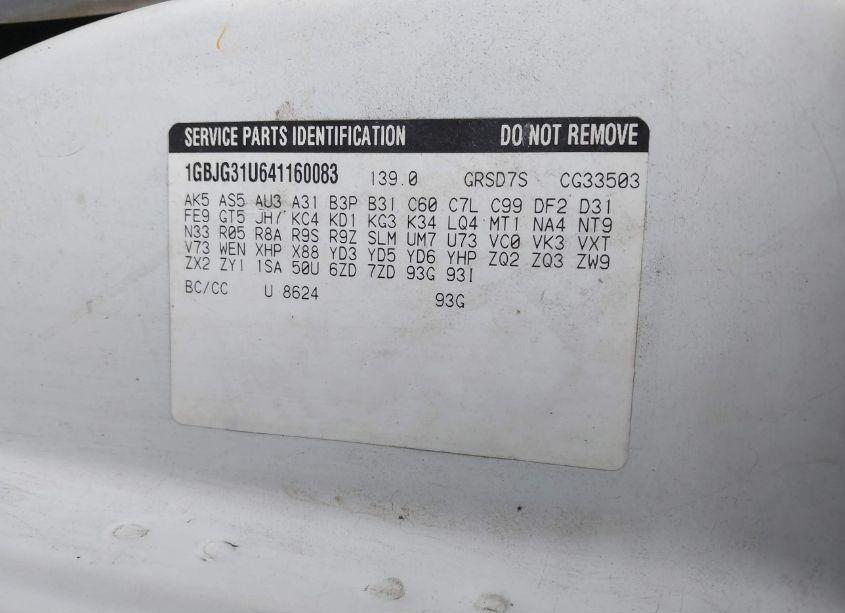 SERVICE PARTS IDENTIFICATION DO NOT REMOVE
1GBJG31U641160083 139.0 GRSD7S CG33503
AK5 AS5 AU3 A31 B3P B31 C60 C7L C99 DF2 D31
FE9 GT5 JH7 KC4 KD1 KG3 K34 LQ4 MT1 NA4 NT9
N33 R05 R8A R9S R9Z SLM UM7 U73 VC0 VK3 VXT
V73 WEN XHP X88 YD3 YD5 YD6 YHP ZQ2 ZQ3 ZW9
ZX2 ZY1 1SA 50U 6ZD 7ZD 93G 93I
BC/CC U 8624 93G